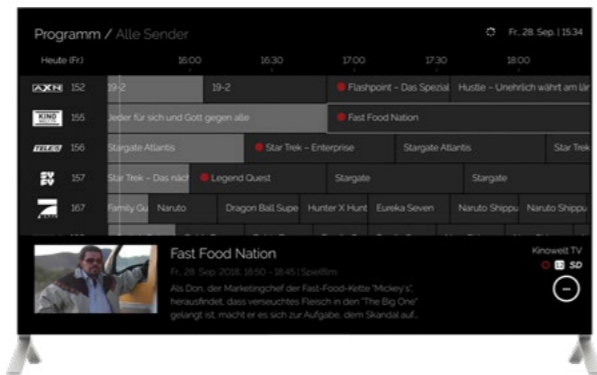 Programm / Alle Sender
Fr., 28. Sep. | 15:34
Heute (Fr.) 16:00 16:30 17:00 17:30 18:00
AXN 152 19-2 19-2 Flashpoint – Das Spezial Hustle – Unehrlich währt am län
KINO WELT TV 155 Jeder für sich und Gott gegen alle Fast Food Nation
TELE 5 156 Stargate Atlantis Star Trek – Enterprise Stargate Atlantis Star Trek
SYFY 157 Star Trek – Das näch Legend Quest Stargate Stargate
167 Family Gu Naruto Dragon Ball Supe Hunter X Hunt Eureka Seven Naruto Shippu Naruto Shippu
Fast Food Nation
Kinowelt TV
Fr., 28. Sep. 2018, 16:50 - 18:45 | Spielfilm
12 SD
Als Don, der Marketingchef der Fast-Food-Kette "Mickey's",
herausfindet, dass verseuchtes Fleisch in den "The Big One"
gelangt ist, macht er es sich zur Aufgabe, dem Skandal auf...